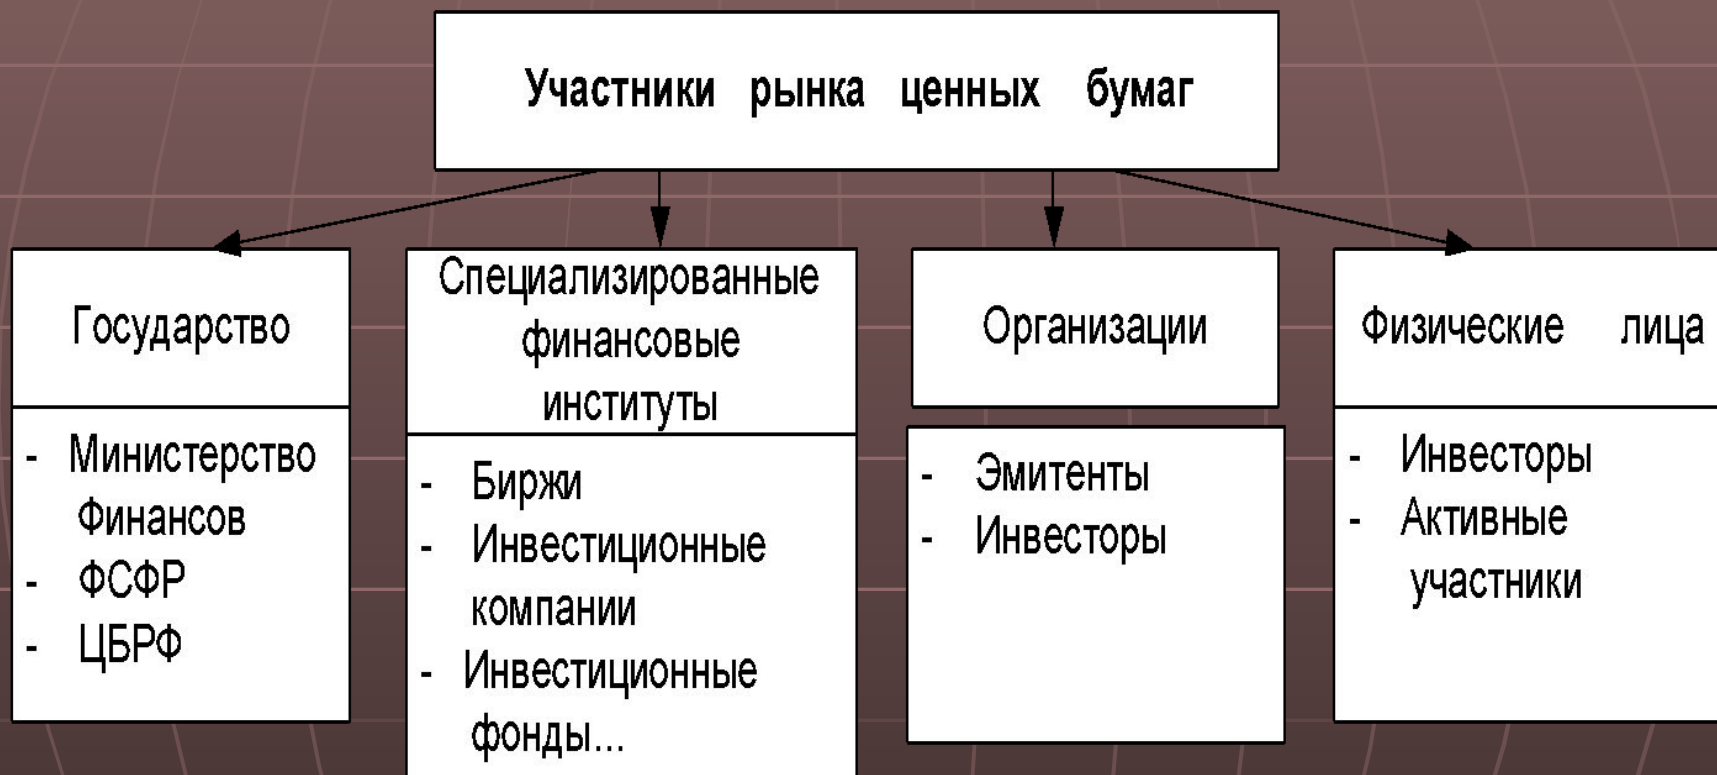 Участники рынка ценных бумаг
Государство
- Министерство
Финансов
- ФСФР
- ЦБРФ
Специализированные
финансовые
институты
- Биржи
- Инвестиционные
компании
- Инвестиционные
фонды...
Организации
- Эмитенты
- Инвесторы
Физические лица
- Инвесторы
- Активные
участники